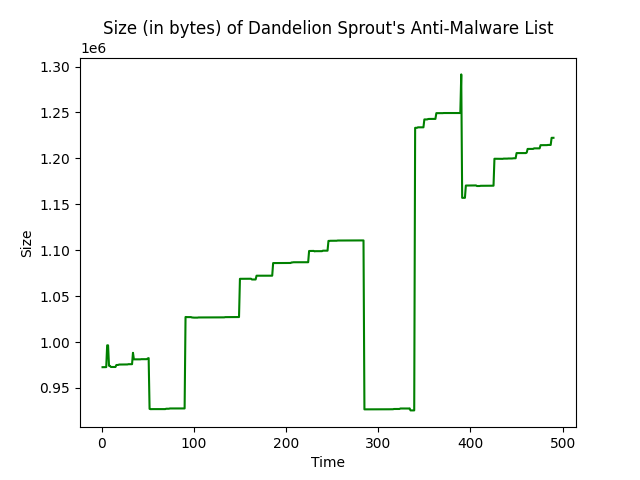 Size (in bytes) of Dandelion Sprout's Anti-Malware List
1e6
1.30
1.25
1.20
1.15
1.10
1.05
1.00
0.95
Size
0 100 200 300 400 500
Time